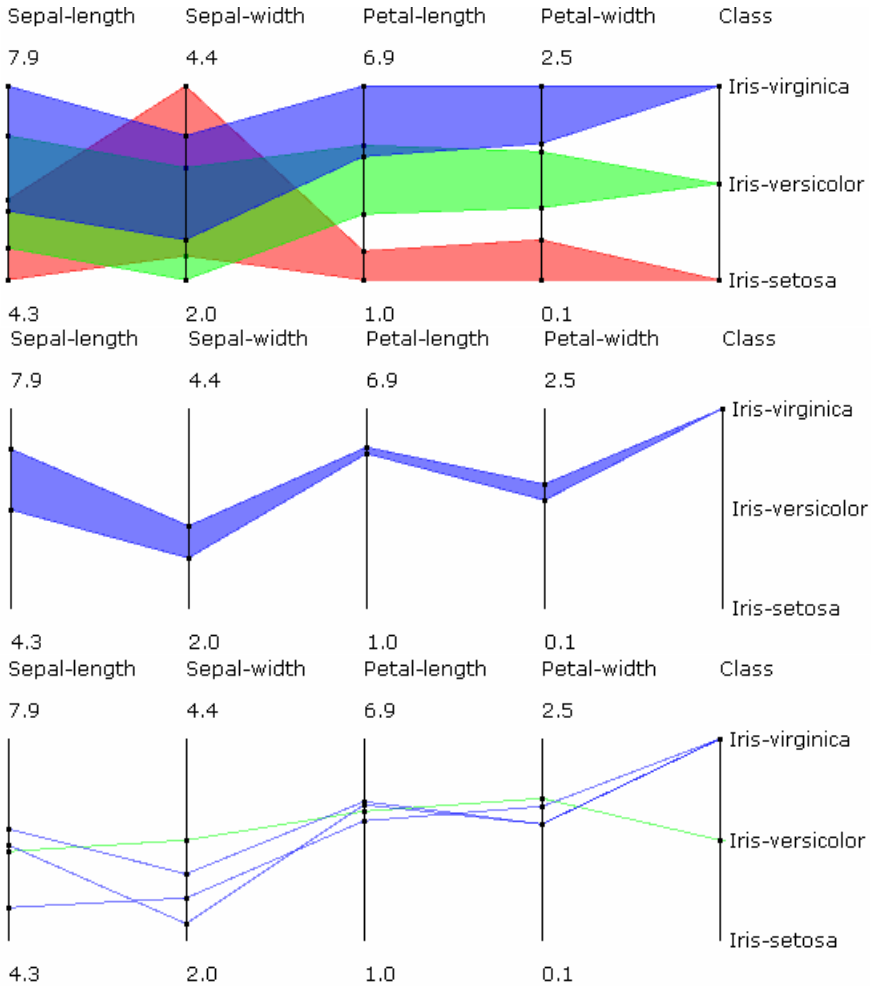 Sepal-length Sepal-width Petal-length Petal-width Class
7.9 4.4 6.9 2.5
Iris-virginica
Iris-versicolor
Iris-setosa
4.3 2.0 1.0 0.1
Sepal-length Sepal-width Petal-length Petal-width Class
7.9 4.4 6.9 2.5
Iris-virginica
Iris-versicolor
Iris-setosa
4.3 2.0 1.0 0.1
Sepal-length Sepal-width Petal-length Petal-width Class
7.9 4.4 6.9 2.5
Iris-virginica
Iris-versicolor
Iris-setosa
4.3 2.0 1.0 0.1